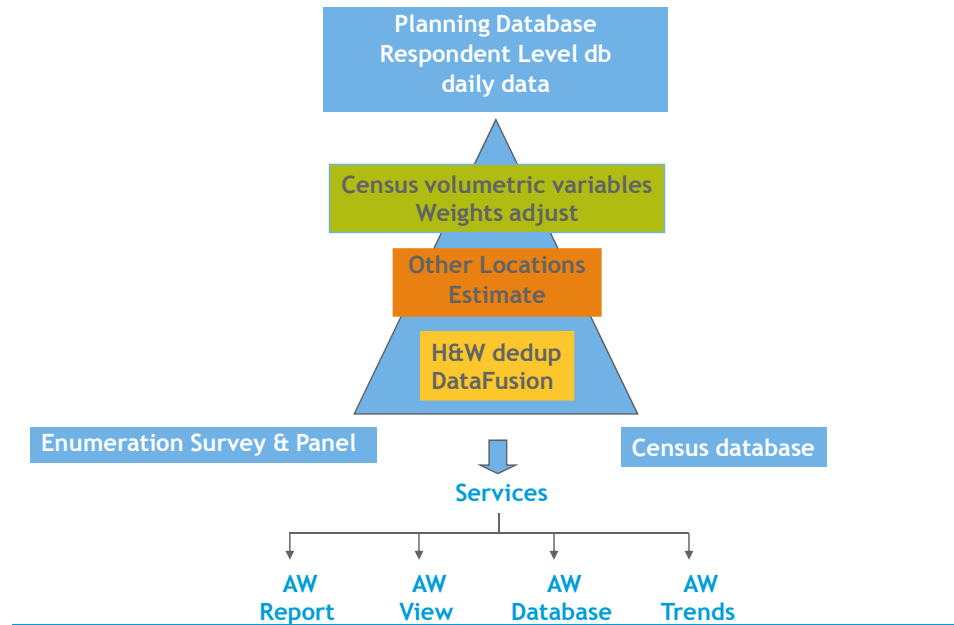 Planning Database
Respondent Level db
daily data
Census volumetric variables
Weights adjust
Other Locations
Estimate
H&W dedup
DataFusion
Enumeration Survey & Panel
Census database
Services
AW
Report
AW
View
AW
Database
AW
Trends